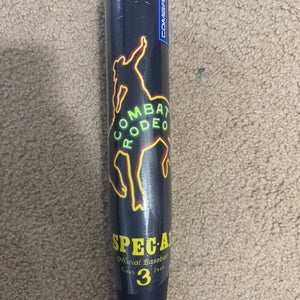 COMBAT
COMBAT
RODEO
SPEC-A
Official Baseball
3